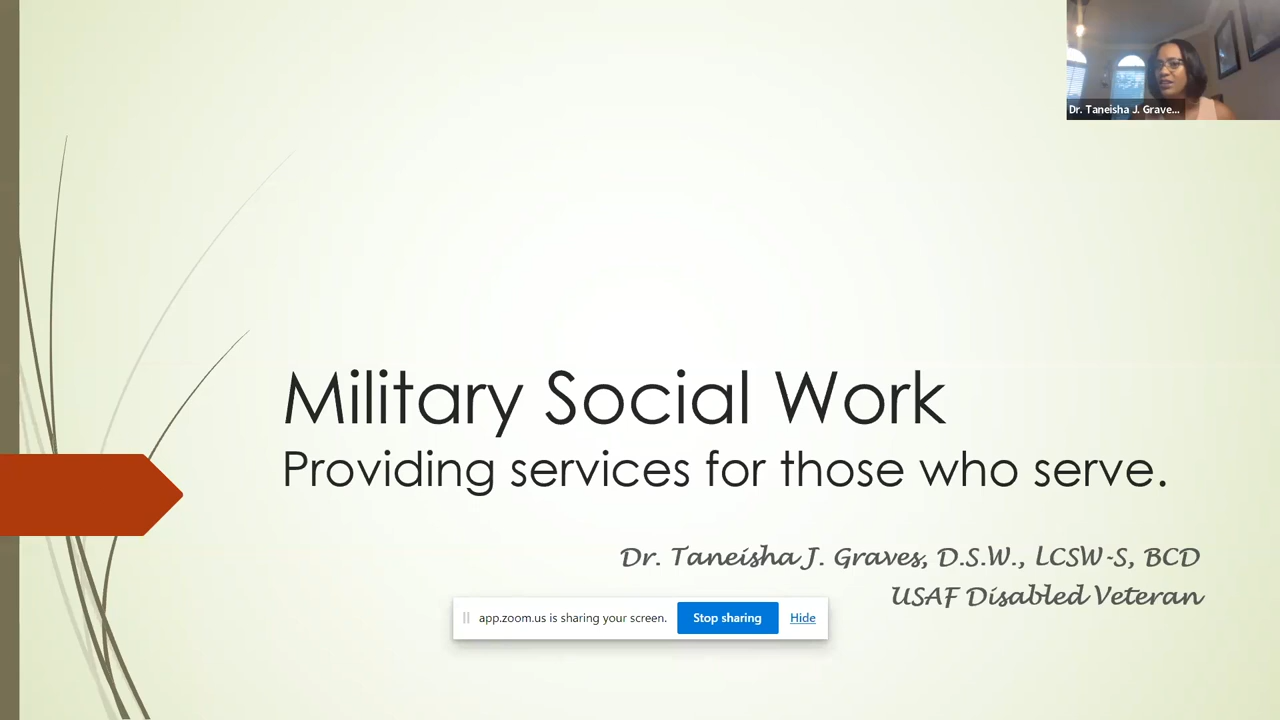 Dr. Taneisha J. Grave...
Military Social Work
Providing services for those who serve.
Dr. Taneisha J. Graves, D.S.W., LCSW-S, BCD
USAF Disabled Veteran
app.zoom.us is sharing your screen. Stop sharing Hide